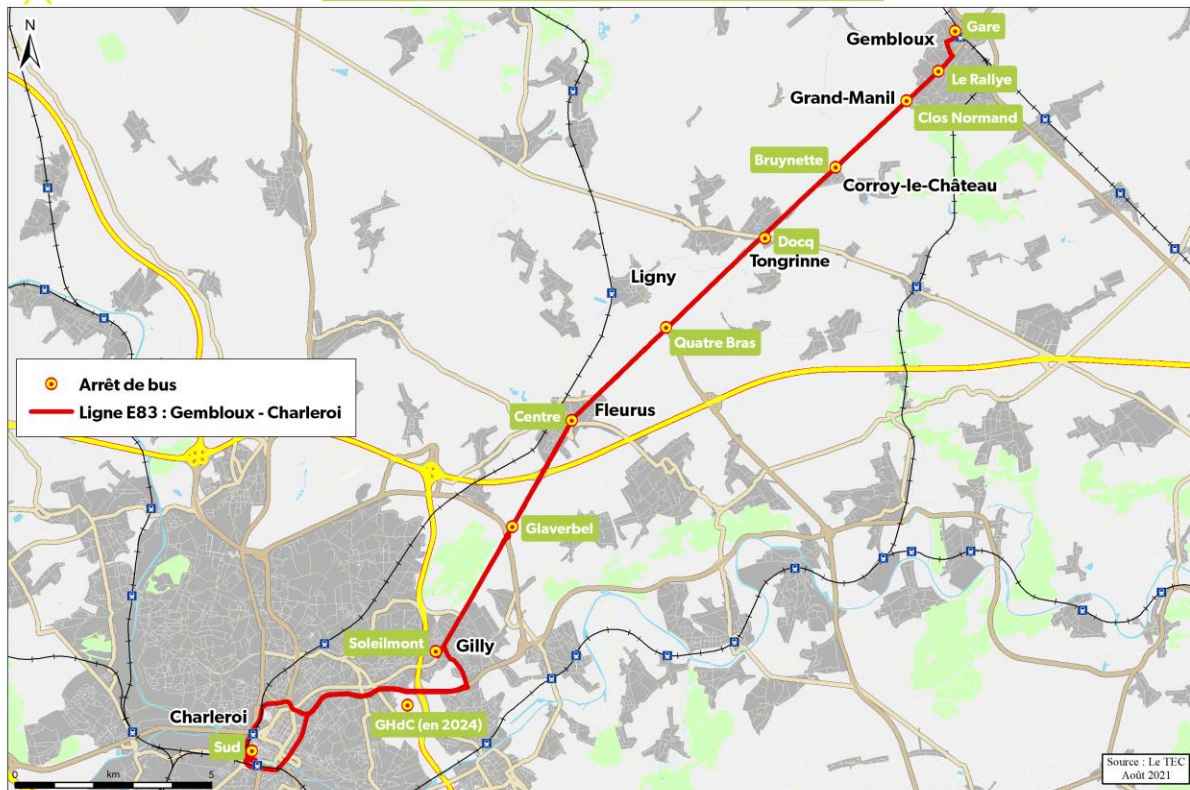 N
Gare
Gembloux
Le Rallye
Grand-Manil
Clos Normand
Bruynette
Corroy-le-Château
Docq
Tongrinne
Ligny
Quatre Bras
Arrêt de bus
Ligne E83 : Gembloux - Charleroi
Centre
Fleurus
Glaverbel
Soleilmont
Gilly
Charleroi
GHdC (en 2024)
Sud
0 km 5
Source : Le TEC
Août 2021